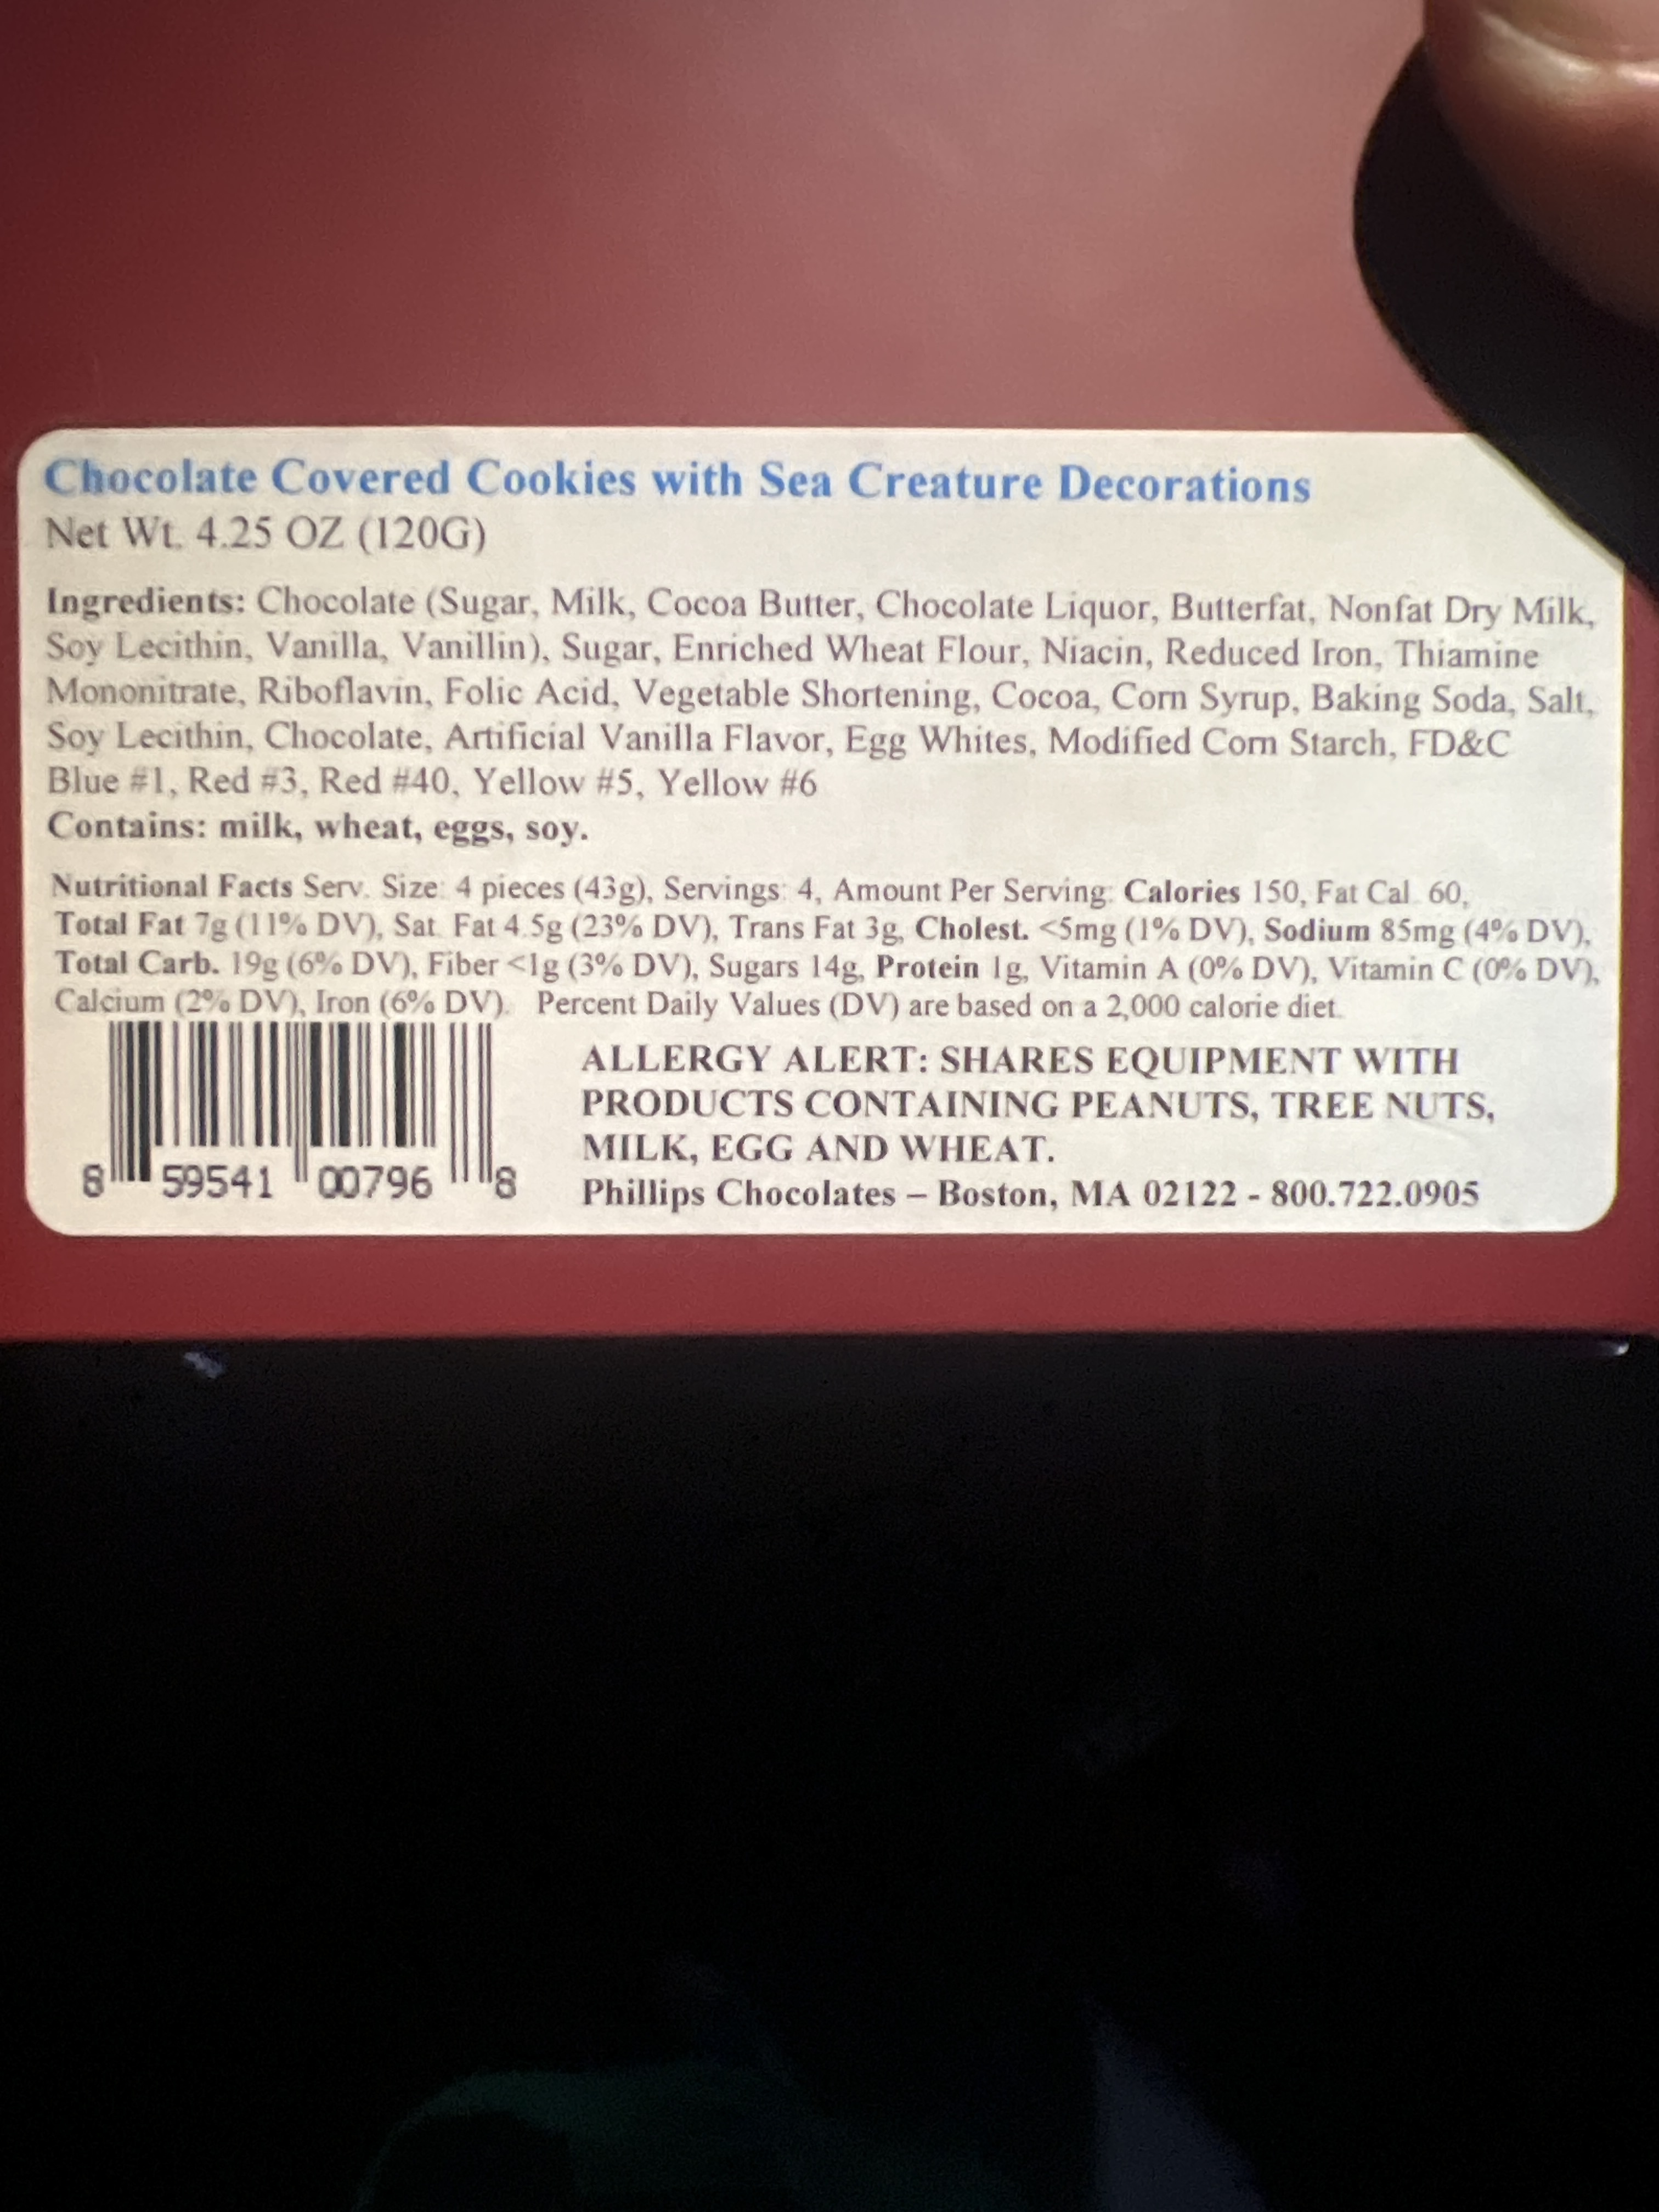 Chocolate Covered Cookies with Sea Creature Decorations
Net Wt. 4.25 OZ (120G)
Ingredients: Chocolate (Sugar, Milk, Cocoa Butter, Chocolate Liquor, Butterfat, Nonfat Dry Milk,
Soy Lecithin, Vanilla, Vanillin), Sugar, Enriched Wheat Flour, Niacin, Reduced Iron, Thiamine
Mononitrate, Riboflavin, Folic Acid, Vegetable Shortening, Cocoa, Corn Syrup, Baking Soda, Salt,
Soy Lecithin, Chocolate, Artificial Vanilla Flavor, Egg Whites, Modified Corn Starch, FD&C
Blue #1, Red #3, Red #40, Yellow #5, Yellow #6
Contains: milk, wheat, eggs, soy.
Nutritional Facts Serv. Size: 4 pieces (43g), Servings: 4, Amount Per Serving: Calories 150, Fat Cal. 60,
Total Fat 7g (11% DV), Sat. Fat 4.5g (23% DV), Trans Fat 3g, Cholest. <5mg (1% DV), Sodium 85mg (4% DV),
Total Carb. 19g (6% DV), Fiber <1g (3% DV), Sugars 14g, Protein 1g, Vitamin A (0% DV), Vitamin C (0% DV),
Calcium (2% DV), Iron (6% DV). Percent Daily Values (DV) are based on a 2,000 calorie diet.
ALLERGY ALERT: SHARES EQUIPMENT WITH
PRODUCTS CONTAINING PEANUTS, TREE NUTS,
MILK, EGG AND WHEAT.
Phillips Chocolates – Boston, MA 02122 - 800.722.0905
8 59541 00796 8